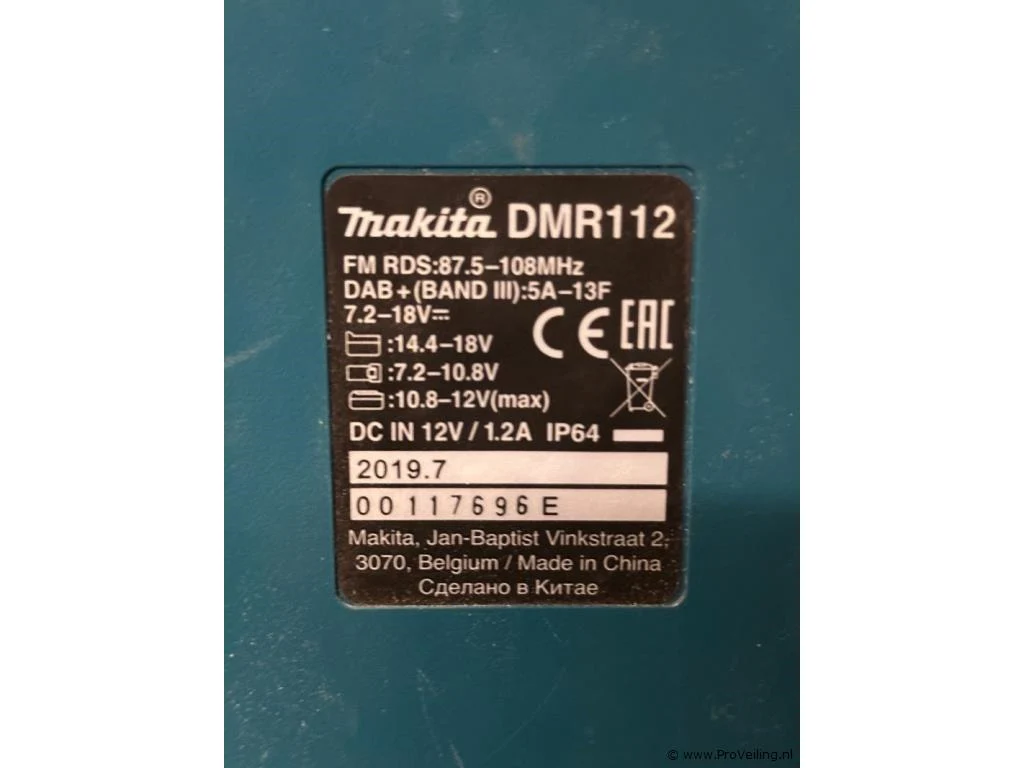 makita® DMR112
FM RDS:87.5–108MHz
DAB+(BAND III):5A–13F
7.2–18V⎓
:14.4–18V
:7.2–10.8V
:10.8–12V(max)
CE EAC
DC IN 12V / 1.2A IP64
2019.7
00117696E
Makita, Jan-Baptist Vinkstraat 2,
3070, Belgium / Made in China
Сделано в Китае
© www.ProVeiling.nl